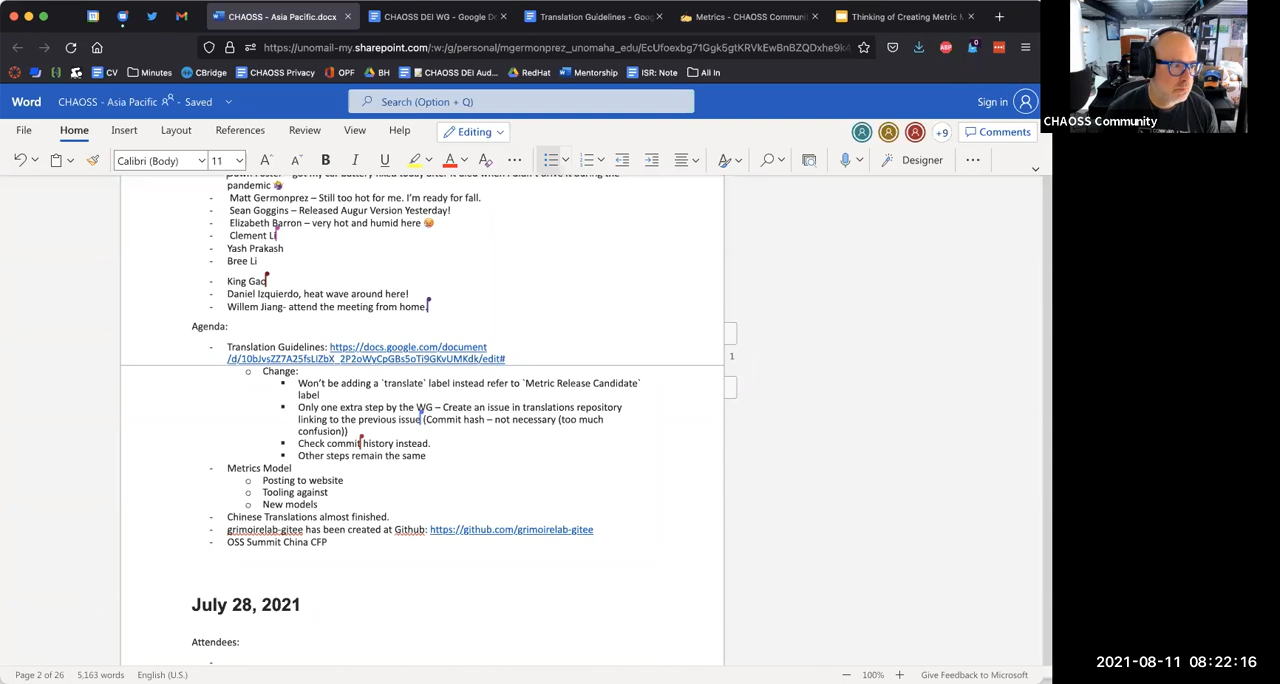 CHAOSS - Asia Pacific.docx
CHAOSS DEI WG - Google D
Translation Guidelines - Goog
Metrics - CHAOSS Communi
Thinking of Creating Metric M
https://unomail-my.sharepoint.com/:w:/g/personal/mgermonprez_unomaha_edu/
CV
Minutes
CBridge
CHAOSS Privacy
OPF
BH
CHAOSS DEI Aud...
RedHat
Mentorship
ISR: Note
All In
CHAOSS Community
Word
CHAOSS - Asia Pacific - Saved
Search (Option + Q)
Sign in
File
Home
Insert
Layout
References
Review
View
Help
Editing
+9
Comments
Calibri (Body)
11
Designer
pandemic
- Matt Germonprez – Still too hot for me. I'm ready for fall.
- Sean Goggins – Released Augur Version Yesterday!
- Elizabeth Barron – very hot and humid here
- Clement Li
- Yash Prakash
- Bree Li
- King Gao
- Daniel Izquierdo, heat wave around here!
- Willem Jiang- attend the meeting from home.
Agenda:
- Translation Guidelines: https://docs.google.com/document
o Change:
Won't be adding a `translate` label instead refer to `Metric Release Candidate`
label
Only one extra step by the WG – Create an issue in translations repository
linking to the previous issue (Commit hash – not necessary (too much
confusion))
Check commit history instead.
Other steps remain the same
- Metrics Model
o Posting to website
o Tooling against
o New models
- Chinese Translations almost finished.
- grimoirelab-gitee has been created at Github: https://github.com/grimoirelab-gitee
- OSS Summit China CFP
1
July 28, 2021
Attendees:
-
Page 2 of 26
5,163 words
English (U.S.)
100%
Give Feedback to Microsoft
2021-08-11 08:22:16